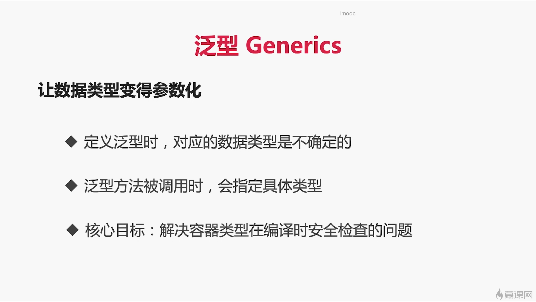 泛型 Generics
让数据类型变得参数化
◆ 定义泛型时，对应的数据类型是不确定的
◆ 泛型方法被调用时，会指定具体类型
◆ 核心目标：解决容器类型在编译时安全检查的问题
慕课网